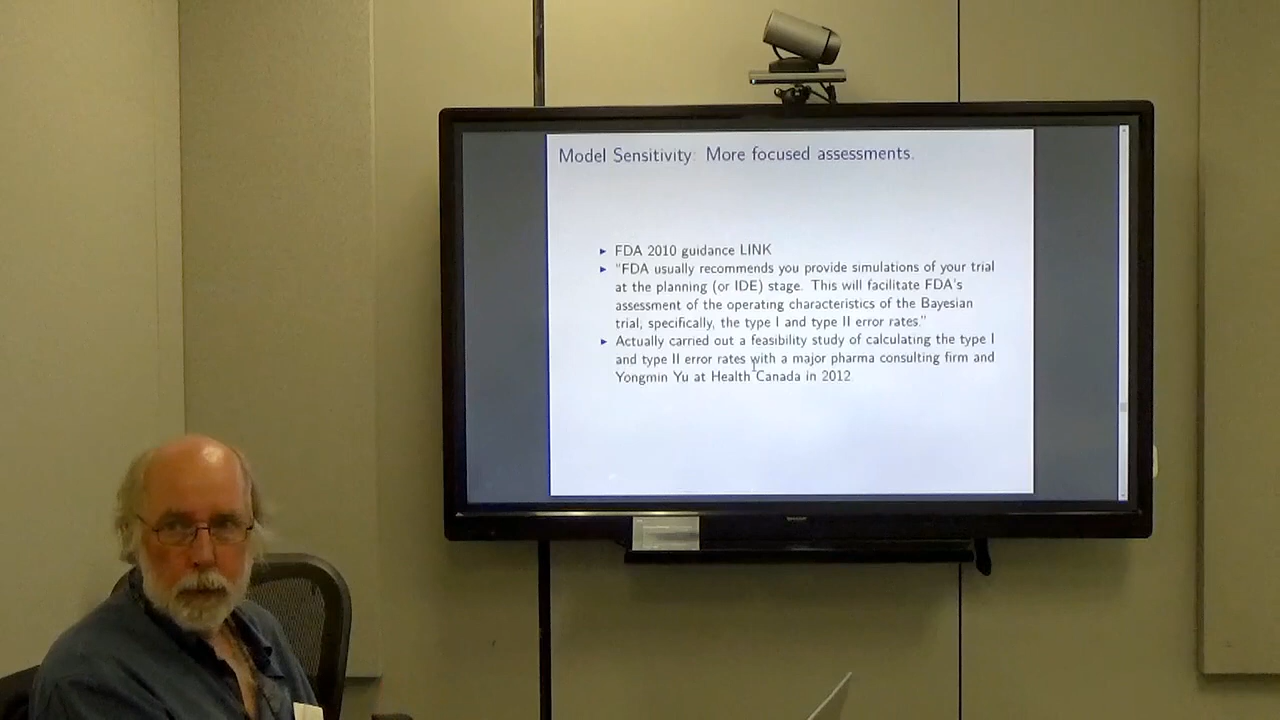 Model Sensitivity: More focused assessments.
▶ FDA 2010 guidance LINK
▶ "FDA usually recommends you provide simulations of your trial
at the planning (or IDE) stage. This will facilitate FDA's
assessment of the operating characteristics of the Bayesian
trial; specifically, the type I and type II error rates."
▶ Actually carried out a feasibility study of calculating the type I
and type II error rates with a major pharma consulting firm and
Yongmin Yu at Health Canada in 2012